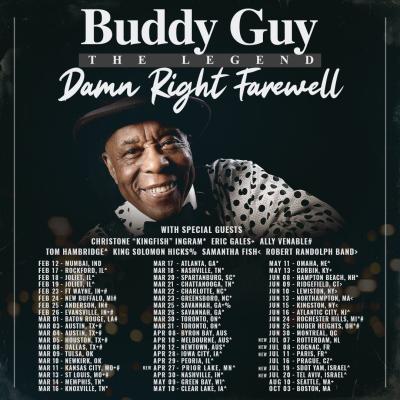 Buddy Guy
THE LEGEND
Damn Right Farewell
WITH SPECIAL GUESTS
CHRISTONE "KINGFISH" INGRAM* ERIC GALES+ ALLY VENABLE#
TOM HAMBRIDGE^ KING SOLOMON HICKS% SAMANTHA FISH< ROBERT RANDOLPH BAND>
FEB 12 - MUMBAI, IND
FEB 17 - ROCKFORD, IL^
FEB 18 - JOLIET, IL^
FEB 19 - JOLIET, IL^
FEB 23 - FT WAYNE, IN+#
FEB 24 - NEW BUFFALO, MI#
FEB 25 - ANDERSON, IN#
FEB 26 - EVANSVILLE, IN+#
MAR 01 - BATON ROUGE, LA#
MAR 03 - AUSTIN, TX+#
MAR 04 - AUSTIN, TX+#
MAR 05 - HOUSTON, TX+#
MAR 08 - DALLAS, TX+#
MAR 09 - TULSA, OK
MAR 10 - NEWKIRK, OK
MAR 11 - KANSAS CITY, MO+#
MAR 13 - ST LOUIS, MO+#
MAR 14 - MEMPHIS, TN*
MAR 16 - KNOXVILLE, TN*
MAR 17 - ATLANTA, GA*
MAR 18 - NASHVILLE, TN*
MAR 20 - SPARTANBURG, SC*
MAR 21 - CHATTANOOGA, TN*
MAR 22 - CHARLOTTE, NC*
MAR 23 - GREENSBORO, NC*
MAR 25 - SAVANNAH, GA*%
MAR 26 - SAVANNAH, GA*
MAR 30 - TORONTO, ON^
MAR 31 - TORONTO, ON^
APR 08 - BYRON BAY, AUS
APR 10 - MELBOURNE, AUS*
APR 12 - NEWTOWN, AUS*
APR 28 - IOWA CITY, IA^
APR 29 - PEORIA, IL^
NEW APR 27 - PRIOR LAKE, MN>
APR 30 - NASHVILLE, IN^
MAY 09 - GREEN BAY, WI^
MAY 10 - CLEAR LAKE, IA^
MAY 11 - OMAHA, NE^
MAY 13 - CORBIN, KY+
JUN 08 - HAMPTON BEACH, NH^
JUN 09 - RIDGEFIELD, CT>
JUN 10 - LEWISTON, NY^
JUN 13 - NORTHAMPTON, MA<
JUN 15 - KINGSTON, NY<
JUN 16 - ATLANTIC CITY, NJ^
JUN 24 - ROCHESTER HILLS, MI^#
JUN 25 - HUBER HEIGHTS, OH^#
JUN 30 - MONTREAL, QC
NEW JUL 07 - ROTTERDAM, NL
JUL 08 - COGNAC, FR
NEW JUL 11 - PARIS, FR*
JUL 16 - PRAGUE, CZ*
NEW JUL 19 - SDOT YAM, ISRAEL*
NEW JUL 20 - TEL AVIV, ISRAEL*
AUG 10 - SEATTLE, WA^
OCT 03 - BOSTON, MA